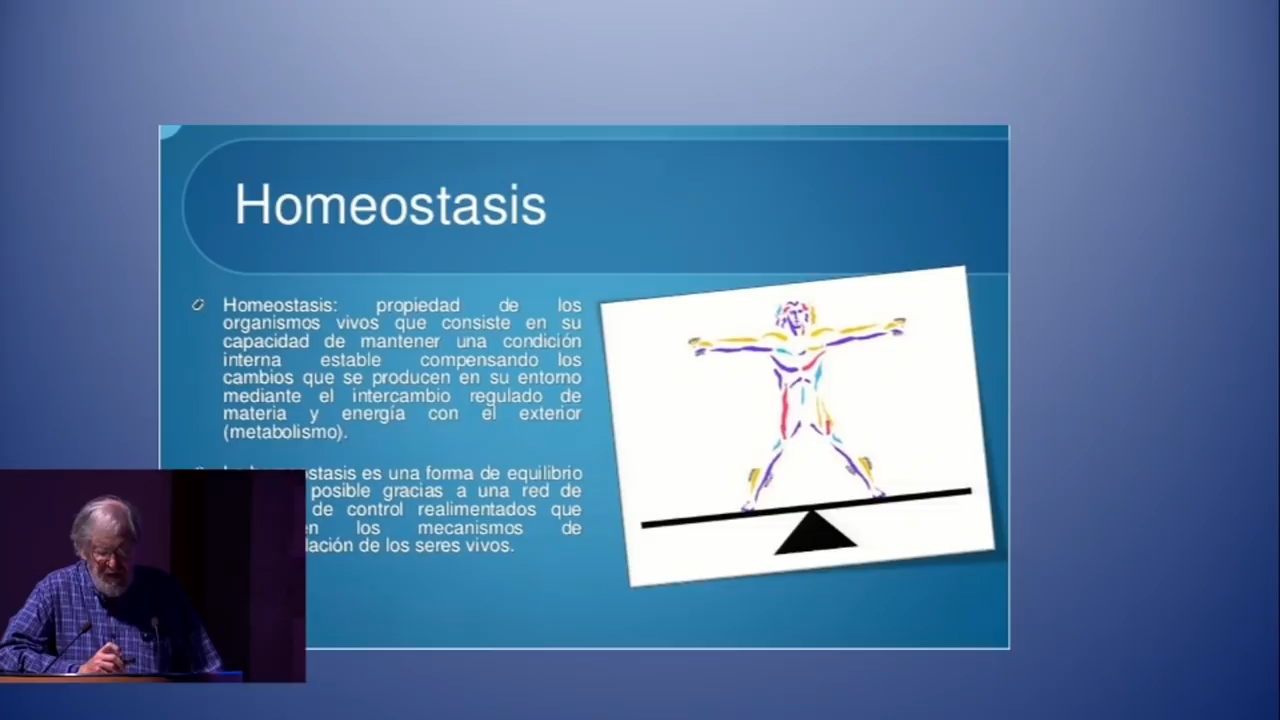 Homeostasis
Homeostasis: propiedad de los
organismos vivos que consiste en su
capacidad de mantener una condición
interna estable compensando los
cambios que se producen en su entorno
mediante el intercambio regulado de
materia y energía con el exterior
(metabolismo).
es una forma de equilibrio
posible gracias a una red de
de control realimentados que
los mecanismos de
de los seres vivos.